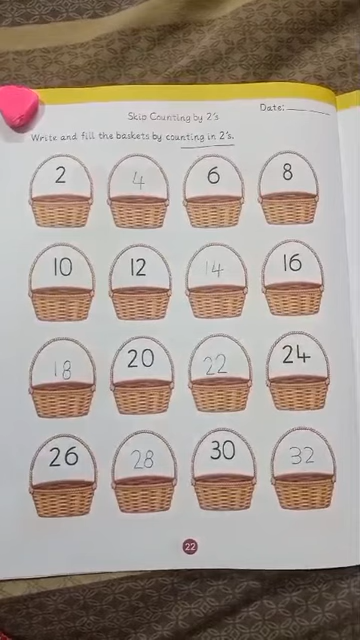 Date:
Skip Counting by 2's
Write and fill the baskets by counting in 2's.
2 4 6 8
10 12 14 16
18 20 22 24
26 28 30 32
22